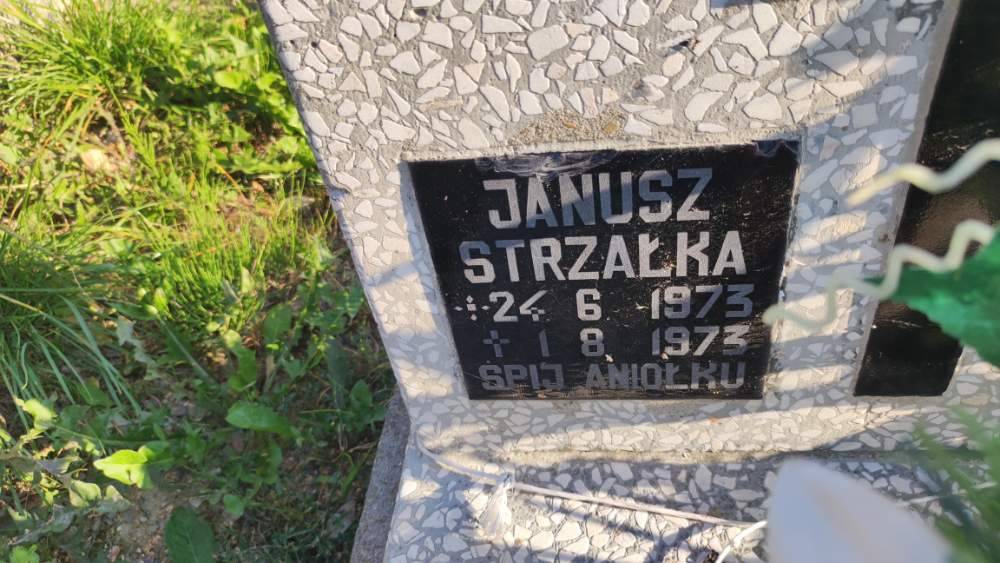 JANUSZ
STRZAŁKA
24 6 1973
✝ 1 8 1973
ŚPIJ ANIOŁKU